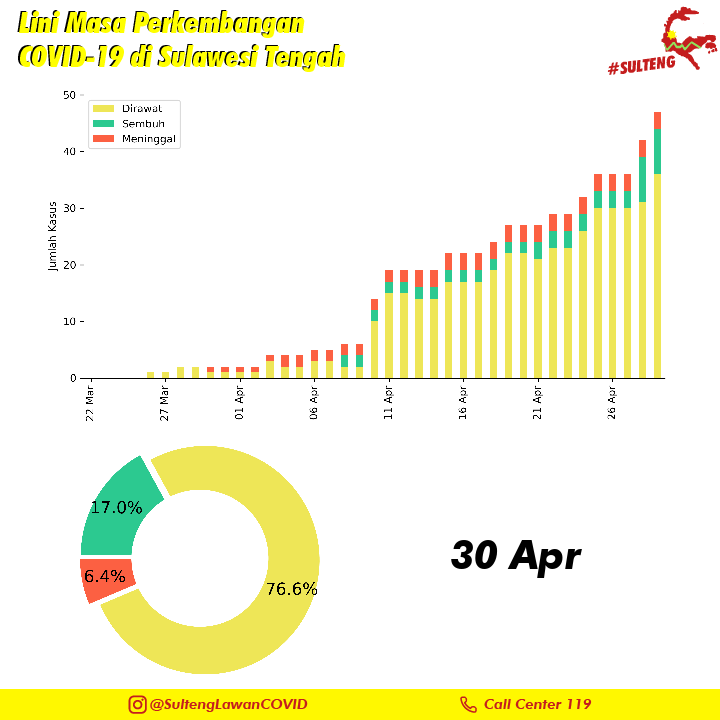 Lini Masa Perkembangan
COVID-19 di Sulawesi Tengah
#SULTENG
50
40
30
20
10
0
Jumlah Kasus
Dirawat
Sembuh
Meninggal
22 Mar
27 Mar
01 Apr
06 Apr
11 Apr
16 Apr
21 Apr
26 Apr
17.0%
6.4%
76.6%
30 Apr
@SultengLawanCOVID
Call Center 119